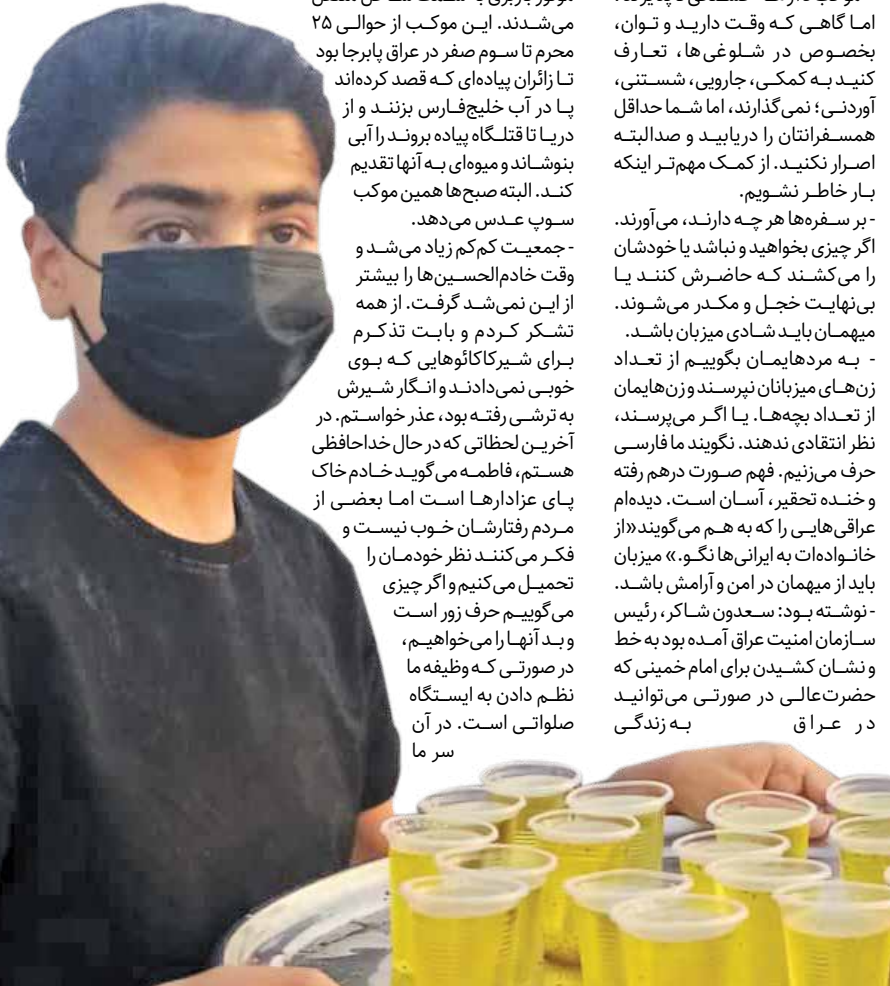 اما گاهی که وقت دارید و توان،
بخصوص در شلوغی‌ها، تعارف
کنید به کمکی، جارویی، شستنی،
آوردنی؛ نمی‌گذارند، اما شما حداقل
همسفرانتان را دریابید و صدالبته
اصرار نکنید. از کمک مهم‌تر اینکه
بار خاطر نشویم.
- بر سفره‌ها هر چه دارند، می‌آورند.
اگر چیزی بخواهید و نباشد یا خودشان
را می‌کشند که حاضرش کنند یا
بی‌نهایت خجل و مکدر می‌شوند.
میهمان باید شادی میزبان باشد.
- به مردهایمان بگوییم از تعداد
زن‌های میزبانان نپرسند و زن‌هایمان
از تعداد بچه‌ها. یا اگر می‌پرسند،
نظر انتقادی ندهند. نگویند ما فارسی
حرف می‌زنیم. فهم صورت درهم رفته
و خنده تحقیر، آسان است. دیده‌ام
عراقی‌هایی را که به هم می‌گویند «از
خانواده‌ات به ایرانی‌ها نگو.» میزبان
باید از میهمان در امن و آرامش باشد.
- نوشته بود: سعدون شاکر، رئیس
سازمان امنیت عراق آمده بود به خط
و نشان کشیدن برای امام خمینی که
حضرت‌عالی در صورتی می‌توانید
در عراق به زندگی
موتور باربری به سمت ساحل منتقل
می‌شدند. این موکب از حوالی ۲۵
محرم تا سوم صفر در عراق پابرجا بود
تا زائران پیاده‌ای که قصد کرده‌اند
پا در آب خلیج‌فارس بزنند و از
دریا تا قتلگاه پیاده بروند را آبی
بنوشاند و میوه‌ای به آنها تقدیم
کند. البته صبح‌ها همین موکب
سوپ عدس می‌دهد.
- جمعیت کم‌کم زیاد می‌شد و
وقت خادم‌الحسین‌ها را بیشتر
از این نمی‌شد گرفت. از همه
تشکر کردم و بابت تذکرم
برای شیرکاکائوهایی که بوی
خوبی نمی‌دادند و انگار شیرش
به ترشی رفته بود، عذر خواستم. در
آخرین لحظاتی که در حال خداحافظی
هستم، فاطمه می‌گوید خادم خاک
پای عزادارها است اما بعضی از
مردم رفتارشان خوب نیست و
فکر می‌کنند نظر خودمان را
تحمیل می‌کنیم و اگر چیزی
می‌گوییم حرف زور است
و بد آنها را می‌خواهیم،
در صورتی که وظیفه ما
نظم دادن به ایستگاه
صلواتی است. در آن
سر ما